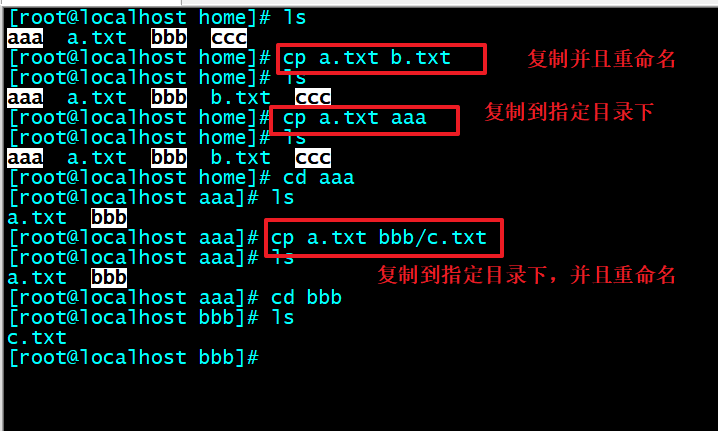 [root@localhost home]# ls
aaa a.txt bbb ccc
[root@localhost home]# cp a.txt b.txt 复制并且重命名
[root@localhost home]# ls
aaa a.txt bbb b.txt ccc
[root@localhost home]# cp a.txt aaa 复制到指定目录下
[root@localhost home]# ls
aaa a.txt bbb b.txt ccc
[root@localhost home]# cd aaa
[root@localhost aaa]# ls
a.txt bbb
[root@localhost aaa]# cp a.txt bbb/c.txt
[root@localhost aaa]# ls
a.txt bbb 复制到指定目录下，并且重命名
[root@localhost aaa]# cd bbb
[root@localhost bbb]# ls
c.txt
[root@localhost bbb]#